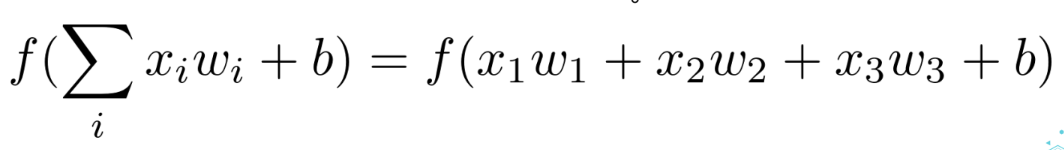 f(∑_i x_i w_i + b) = f(x_1 w_1 + x_2 w_2 + x_3 w_3 + b)